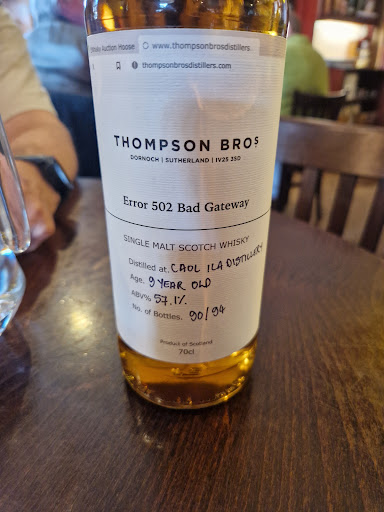 Whisky Auction House
www.thompsonbrosdistillers.
thompsonbrosdistillers.com
THOMPSON BROS
DORNOCH | SUTHERLAND | IV25 3SO
Error 502 Bad Gateway
SINGLE MALT SCOTCH WHISKY
Distilled at. CAOL ILA DISTILLERY
Age. 9 YEAR OLD
ABV% 57.1%
No. of Bottles. 90/94
Product of Scotland
70cl